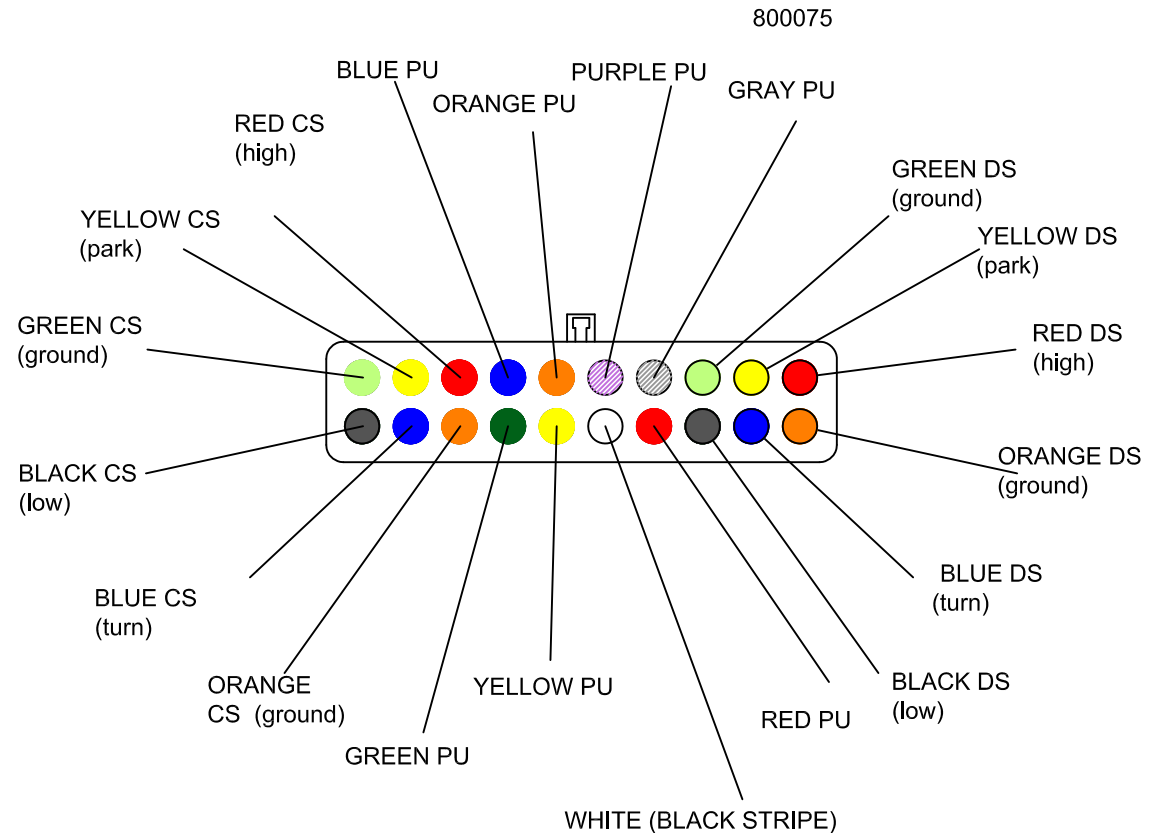 800075
BLUE PU
PURPLE PU
ORANGE PU
GRAY PU
RED CS
(high)
GREEN DS
(ground)
YELLOW CS
(park)
YELLOW DS
(park)
GREEN CS
(ground)
RED DS
(high)
BLACK CS
(low)
ORANGE DS
(ground)
BLUE CS
(turn)
BLUE DS
(turn)
ORANGE
CS (ground)
YELLOW PU
BLACK DS
(low)
RED PU
GREEN PU
WHITE (BLACK STRIPE)